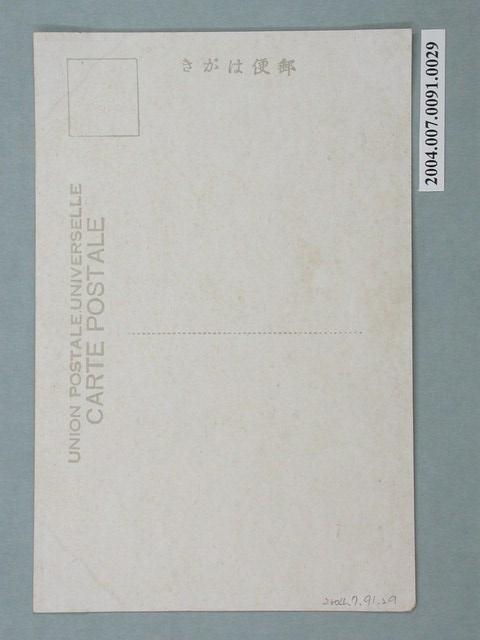 郵便はがき
UNION POSTALE UNIVERSELLE
CARTE POSTALE
2004.007.0091.0029
2004.7.91.29